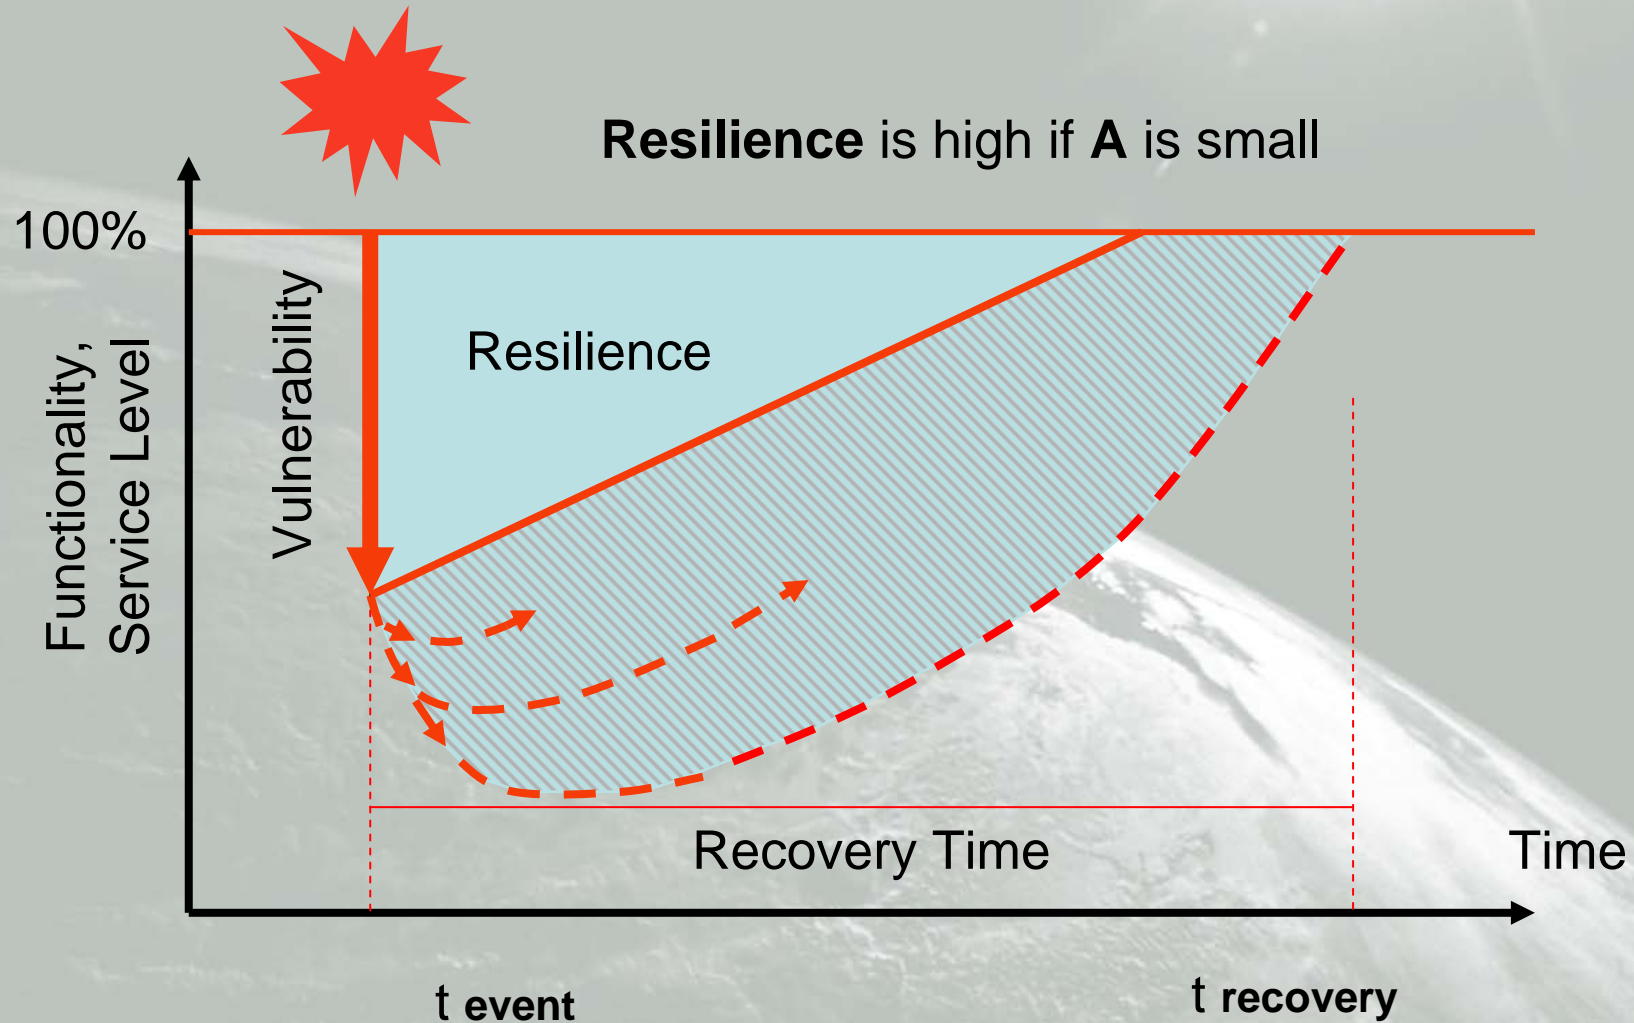 Resilience is high if A is small
100%
Functionality,
Service Level
Vulnerability
Resilience
Recovery Time
Time
t event
t recovery